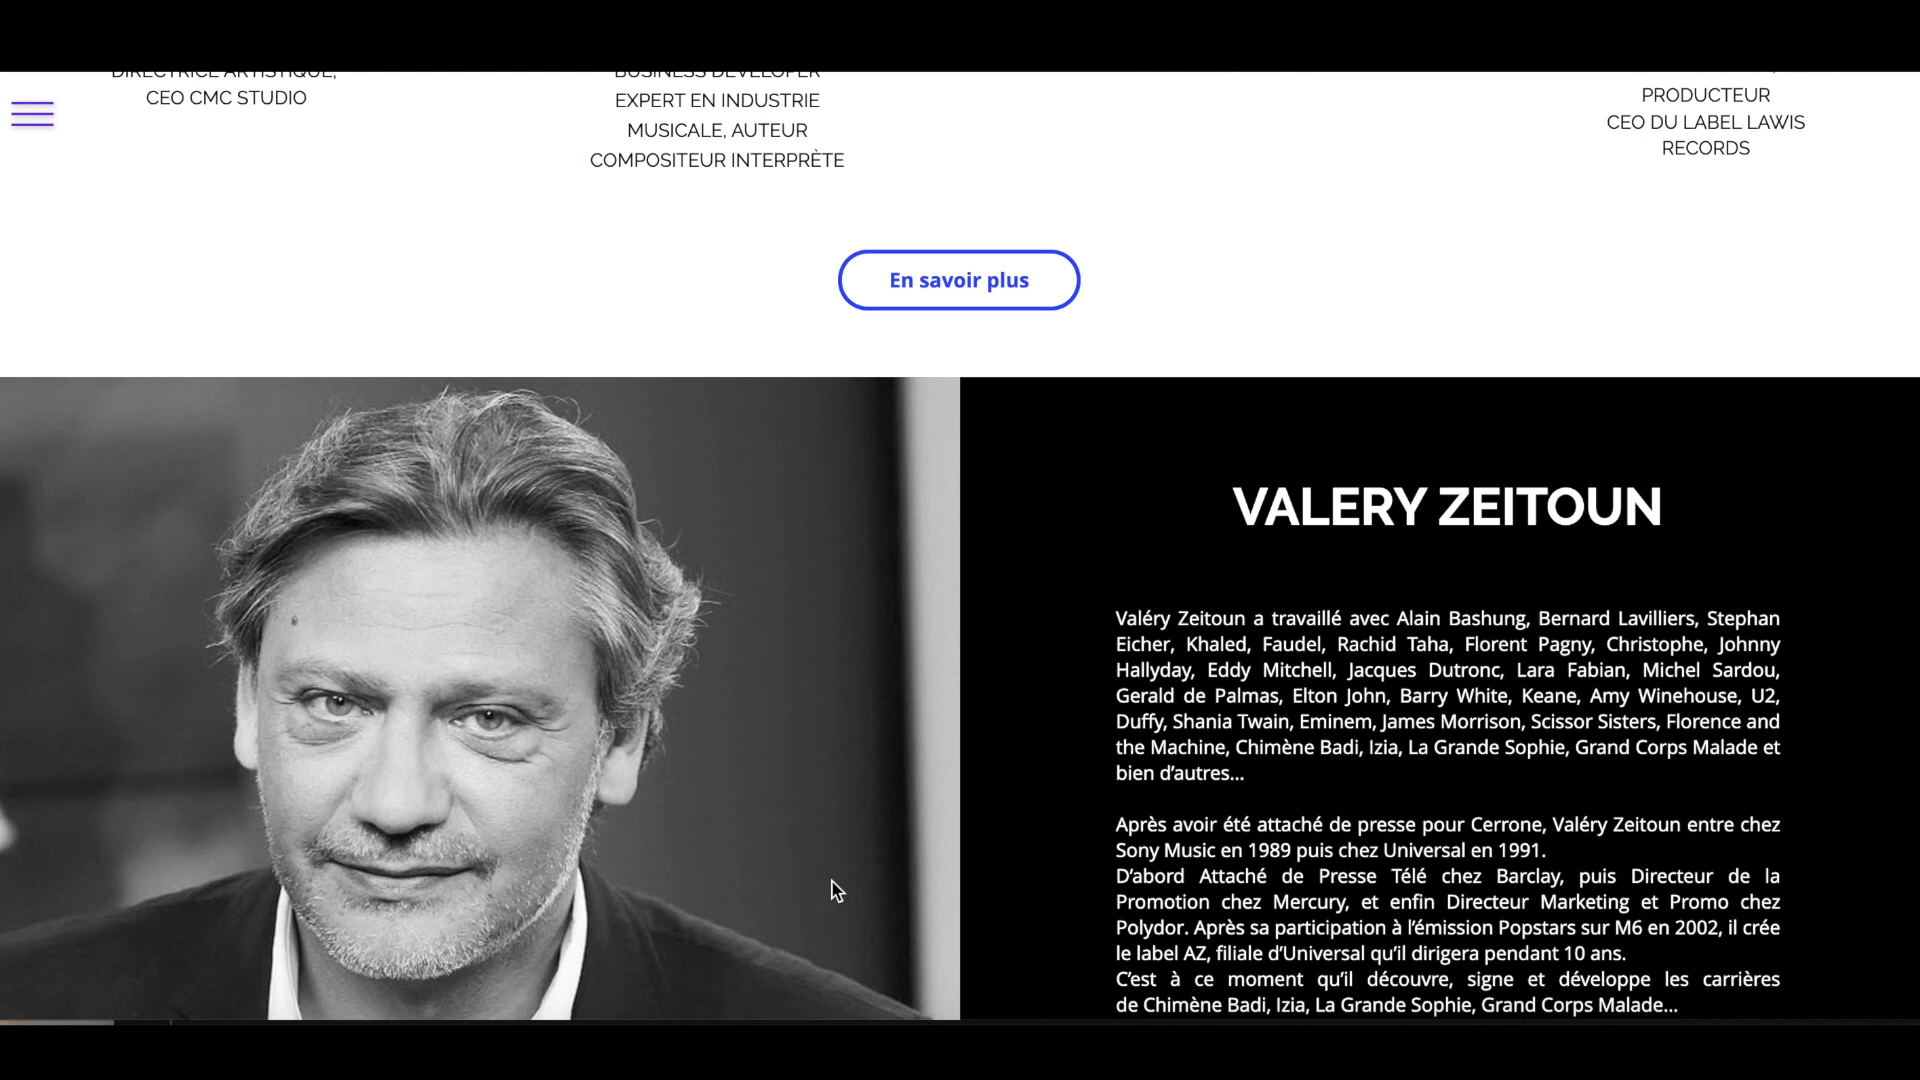 DIRECTRICE ARTISTIQUE,
CEO CMC STUDIO
BUSINESS DEVELOPER
EXPERT EN INDUSTRIE
MUSICALE, AUTEUR
COMPOSITEUR INTERPRÈTE
PRODUCTEUR
CEO DU LABEL LAWIS
RECORDS
En savoir plus
VALERY ZEITOUN
Valéry Zeitoun a travaillé avec Alain Bashung, Bernard Lavilliers, Stephan
Eicher, Khaled, Faudel, Rachid Taha, Florent Pagny, Christophe, Johnny
Hallyday, Eddy Mitchell, Jacques Dutronc, Lara Fabian, Michel Sardou,
Gerald de Palmas, Elton John, Barry White, Keane, Amy Winehouse, U2,
Duffy, Shania Twain, Eminem, James Morrison, Scissor Sisters, Florence and
the Machine, Chimène Badi, Izia, La Grande Sophie, Grand Corps Malade et
bien d’autres...
Après avoir été attaché de presse pour Cerrone, Valéry Zeitoun entre chez
Sony Music en 1989 puis chez Universal en 1991.
D’abord Attaché de Presse Télé chez Barclay, puis Directeur de la
Promotion chez Mercury, et enfin Directeur Marketing et Promo chez
Polydor. Après sa participation à l’émission Popstars sur M6 en 2002, il crée
le label AZ, filiale d’Universal qu’il dirigera pendant 10 ans.
C’est à ce moment qu’il découvre, signe et développe les carrières
de Chimène Badi, Izia, La Grande Sophie, Grand Corps Malade...